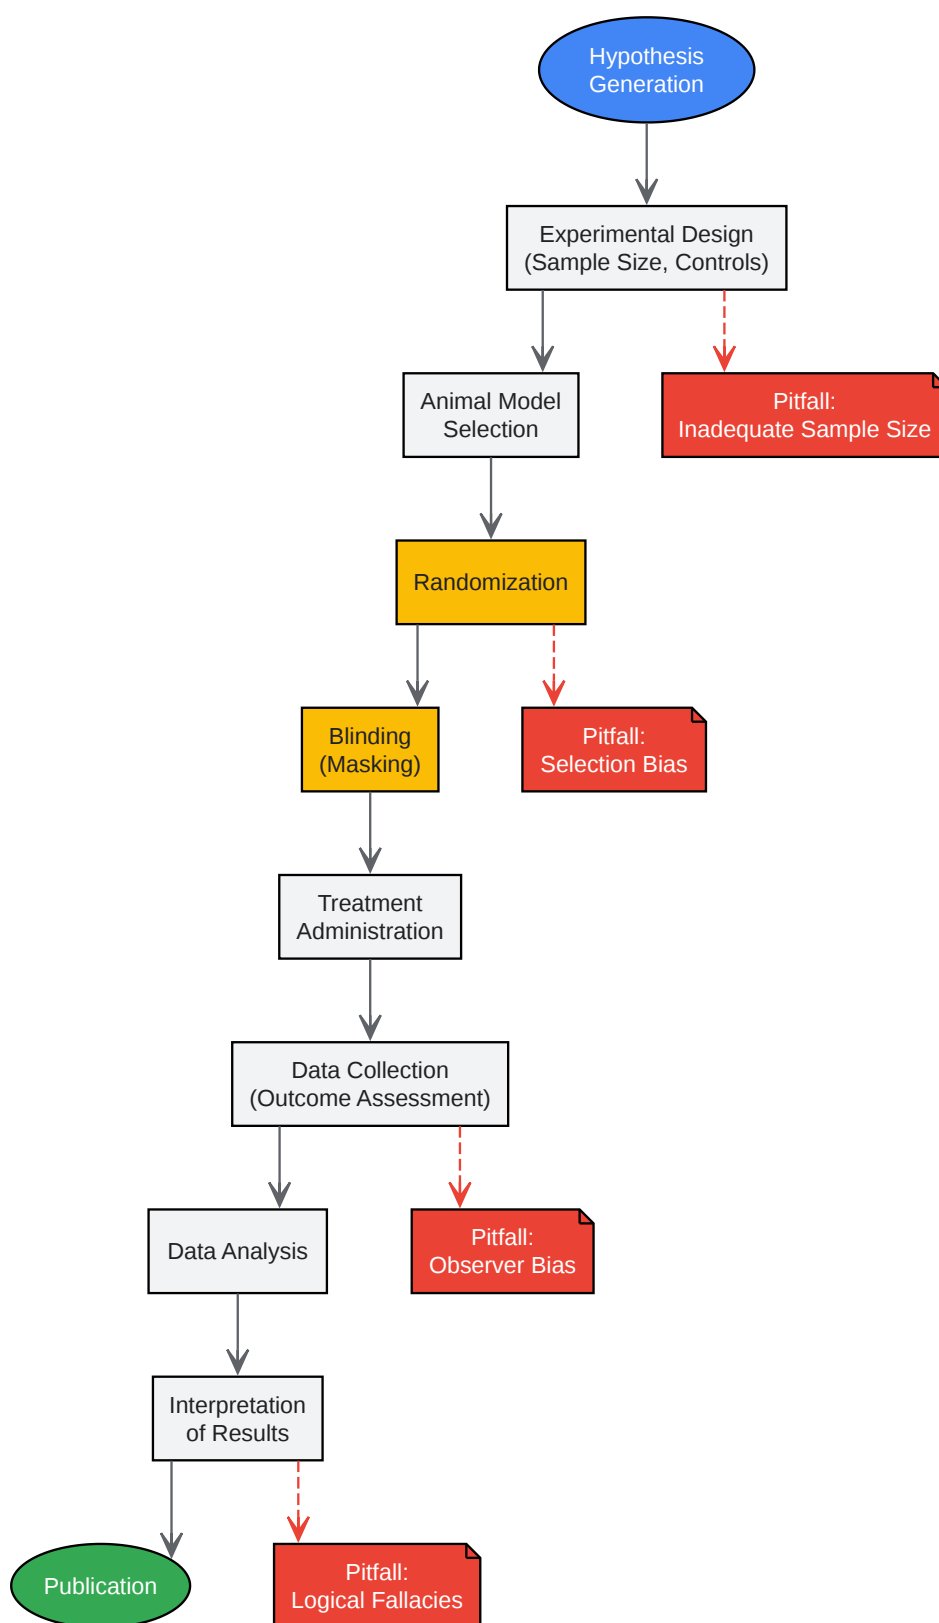 Hypothesis
Generation
Experimental Design
(Sample Size, Controls)
Animal Model
Selection
Pitfall:
Inadequate Sample Size
Randomization
Blinding
(Masking)
Pitfall:
Selection Bias
Treatment
Administration
Data Collection
(Outcome Assessment)
Data Analysis
Pitfall:
Observer Bias
Interpretation
of Results
Publication
Pitfall:
Logical Fallacies